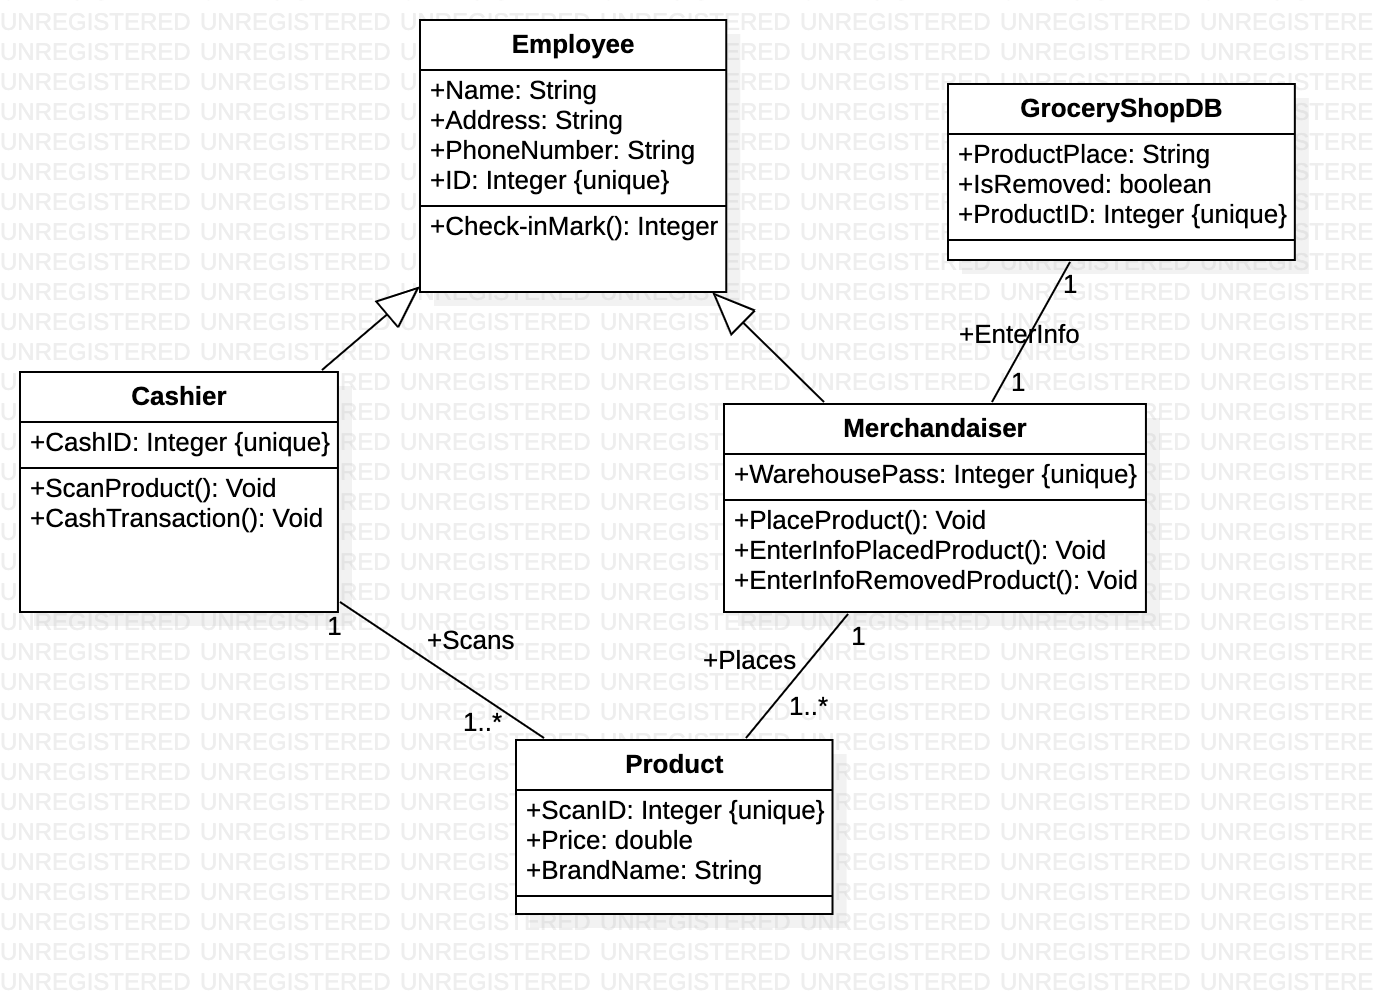 Employee
+Name: String
+Address: String
+PhoneNumber: String
+ID: Integer {unique}
+Check-inMark(): Integer
GroceryShopDB
+ProductPlace: String
+IsRemoved: boolean
+ProductID: Integer {unique}
1
+EnterInfo
1
Cashier
+CashID: Integer {unique}
+ScanProduct(): Void
+CashTransaction(): Void
Merchandaiser
+WarehousePass: Integer {unique}
+PlaceProduct(): Void
+EnterInfoPlacedProduct(): Void
+EnterInfoRemovedProduct(): Void
1
+Scans
1..*
1
+Places
1..*
Product
+ScanID: Integer {unique}
+Price: double
+BrandName: String
UNREGISTERED